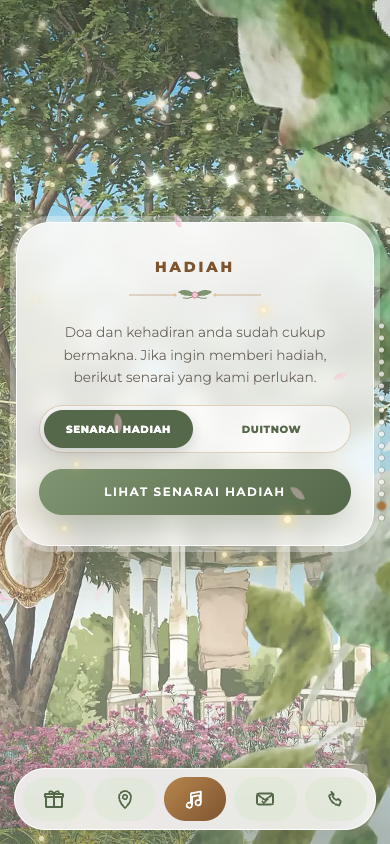 HADIAH
Doa dan kehadiran anda sudah cukup
bermakna. Jika ingin memberi hadiah,
berikut senarai yang kami perlukan.
SENARAI HADIAH
DUITNOW
LIHAT SENARAI HADIAH